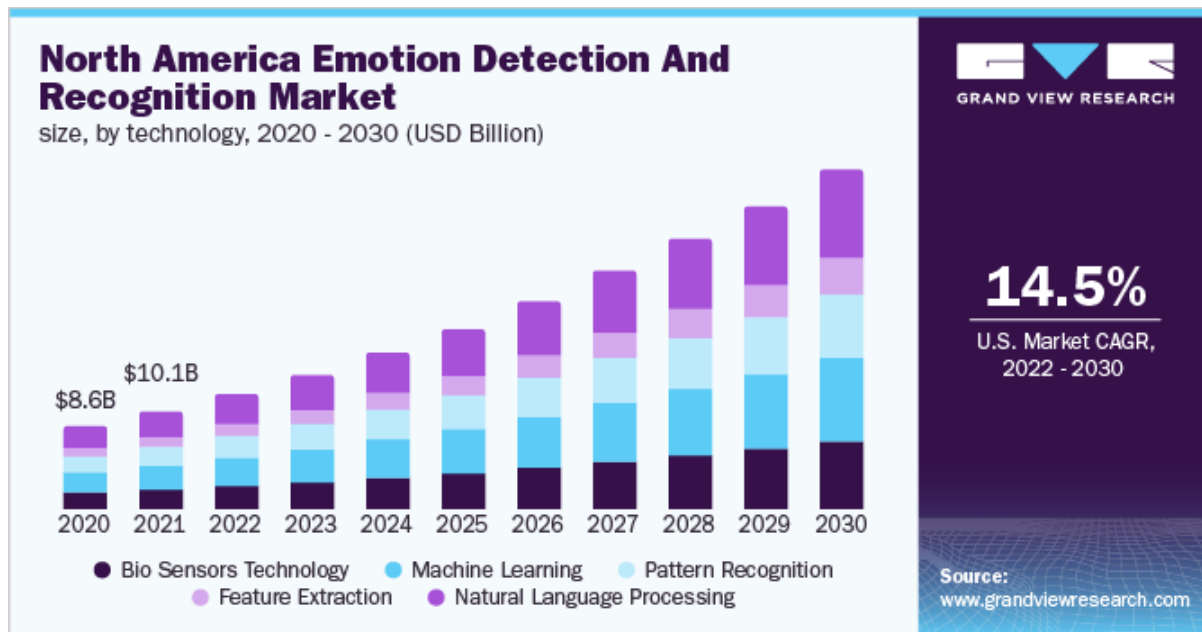 North America Emotion Detection And
Recognition Market
size, by technology, 2020 - 2030 (USD Billion)
$8.6B
$10.1B
2020
2021
2022
2023
2024
2025
2026
2027
2028
2029
2030
Bio Sensors Technology
Machine Learning
Pattern Recognition
Feature Extraction
Natural Language Processing
GRAND VIEW RESEARCH
14.5%
U.S. Market CAGR,
2022 - 2030
Source:
www.grandviewresearch.com